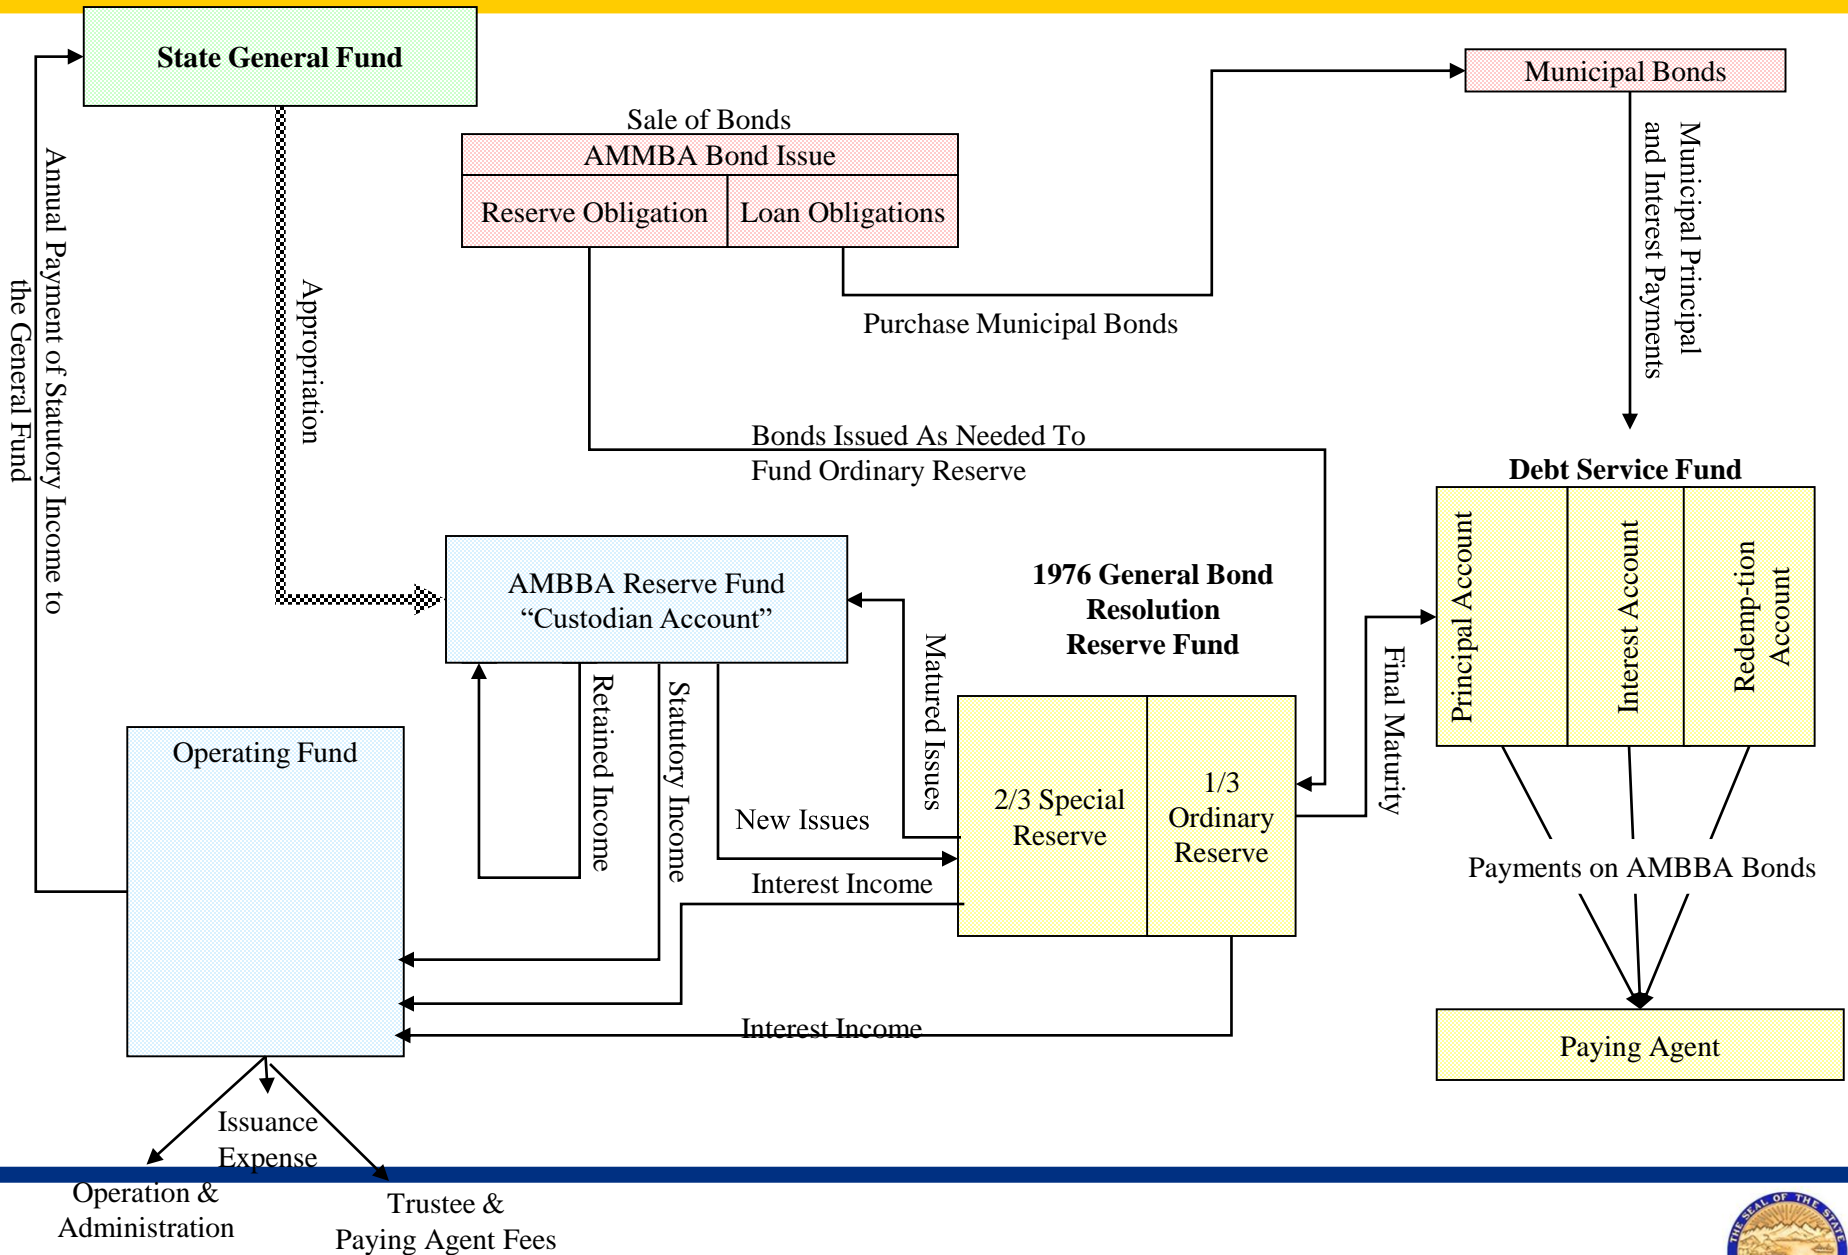 State General Fund
Municipal Bonds
Sale of Bonds
AMMBA Bond Issue
Reserve Obligation
Loan Obligations
Municipal Principal
and Interest Payments
Annual Payment of Statutory Income to
the General Fund
Appropriation
Purchase Municipal Bonds
Bonds Issued As Needed To
Fund Ordinary Reserve
Debt Service Fund
Principal Account
Interest Account
Redemp-tion
Account
AMBBA Reserve Fund
“Custodian Account”
1976 General Bond
Resolution
Reserve Fund
Matured Issues
Final Maturity
Retained Income
Statutory Income
Operating Fund
New Issues
2/3 Special
Reserve
1/3
Ordinary
Reserve
Interest Income
Payments on AMBBA Bonds
Interest Income
Paying Agent
Issuance
Expense
Operation &
Administration
Trustee &
Paying Agent Fees
THE SEAL OF THE STATE